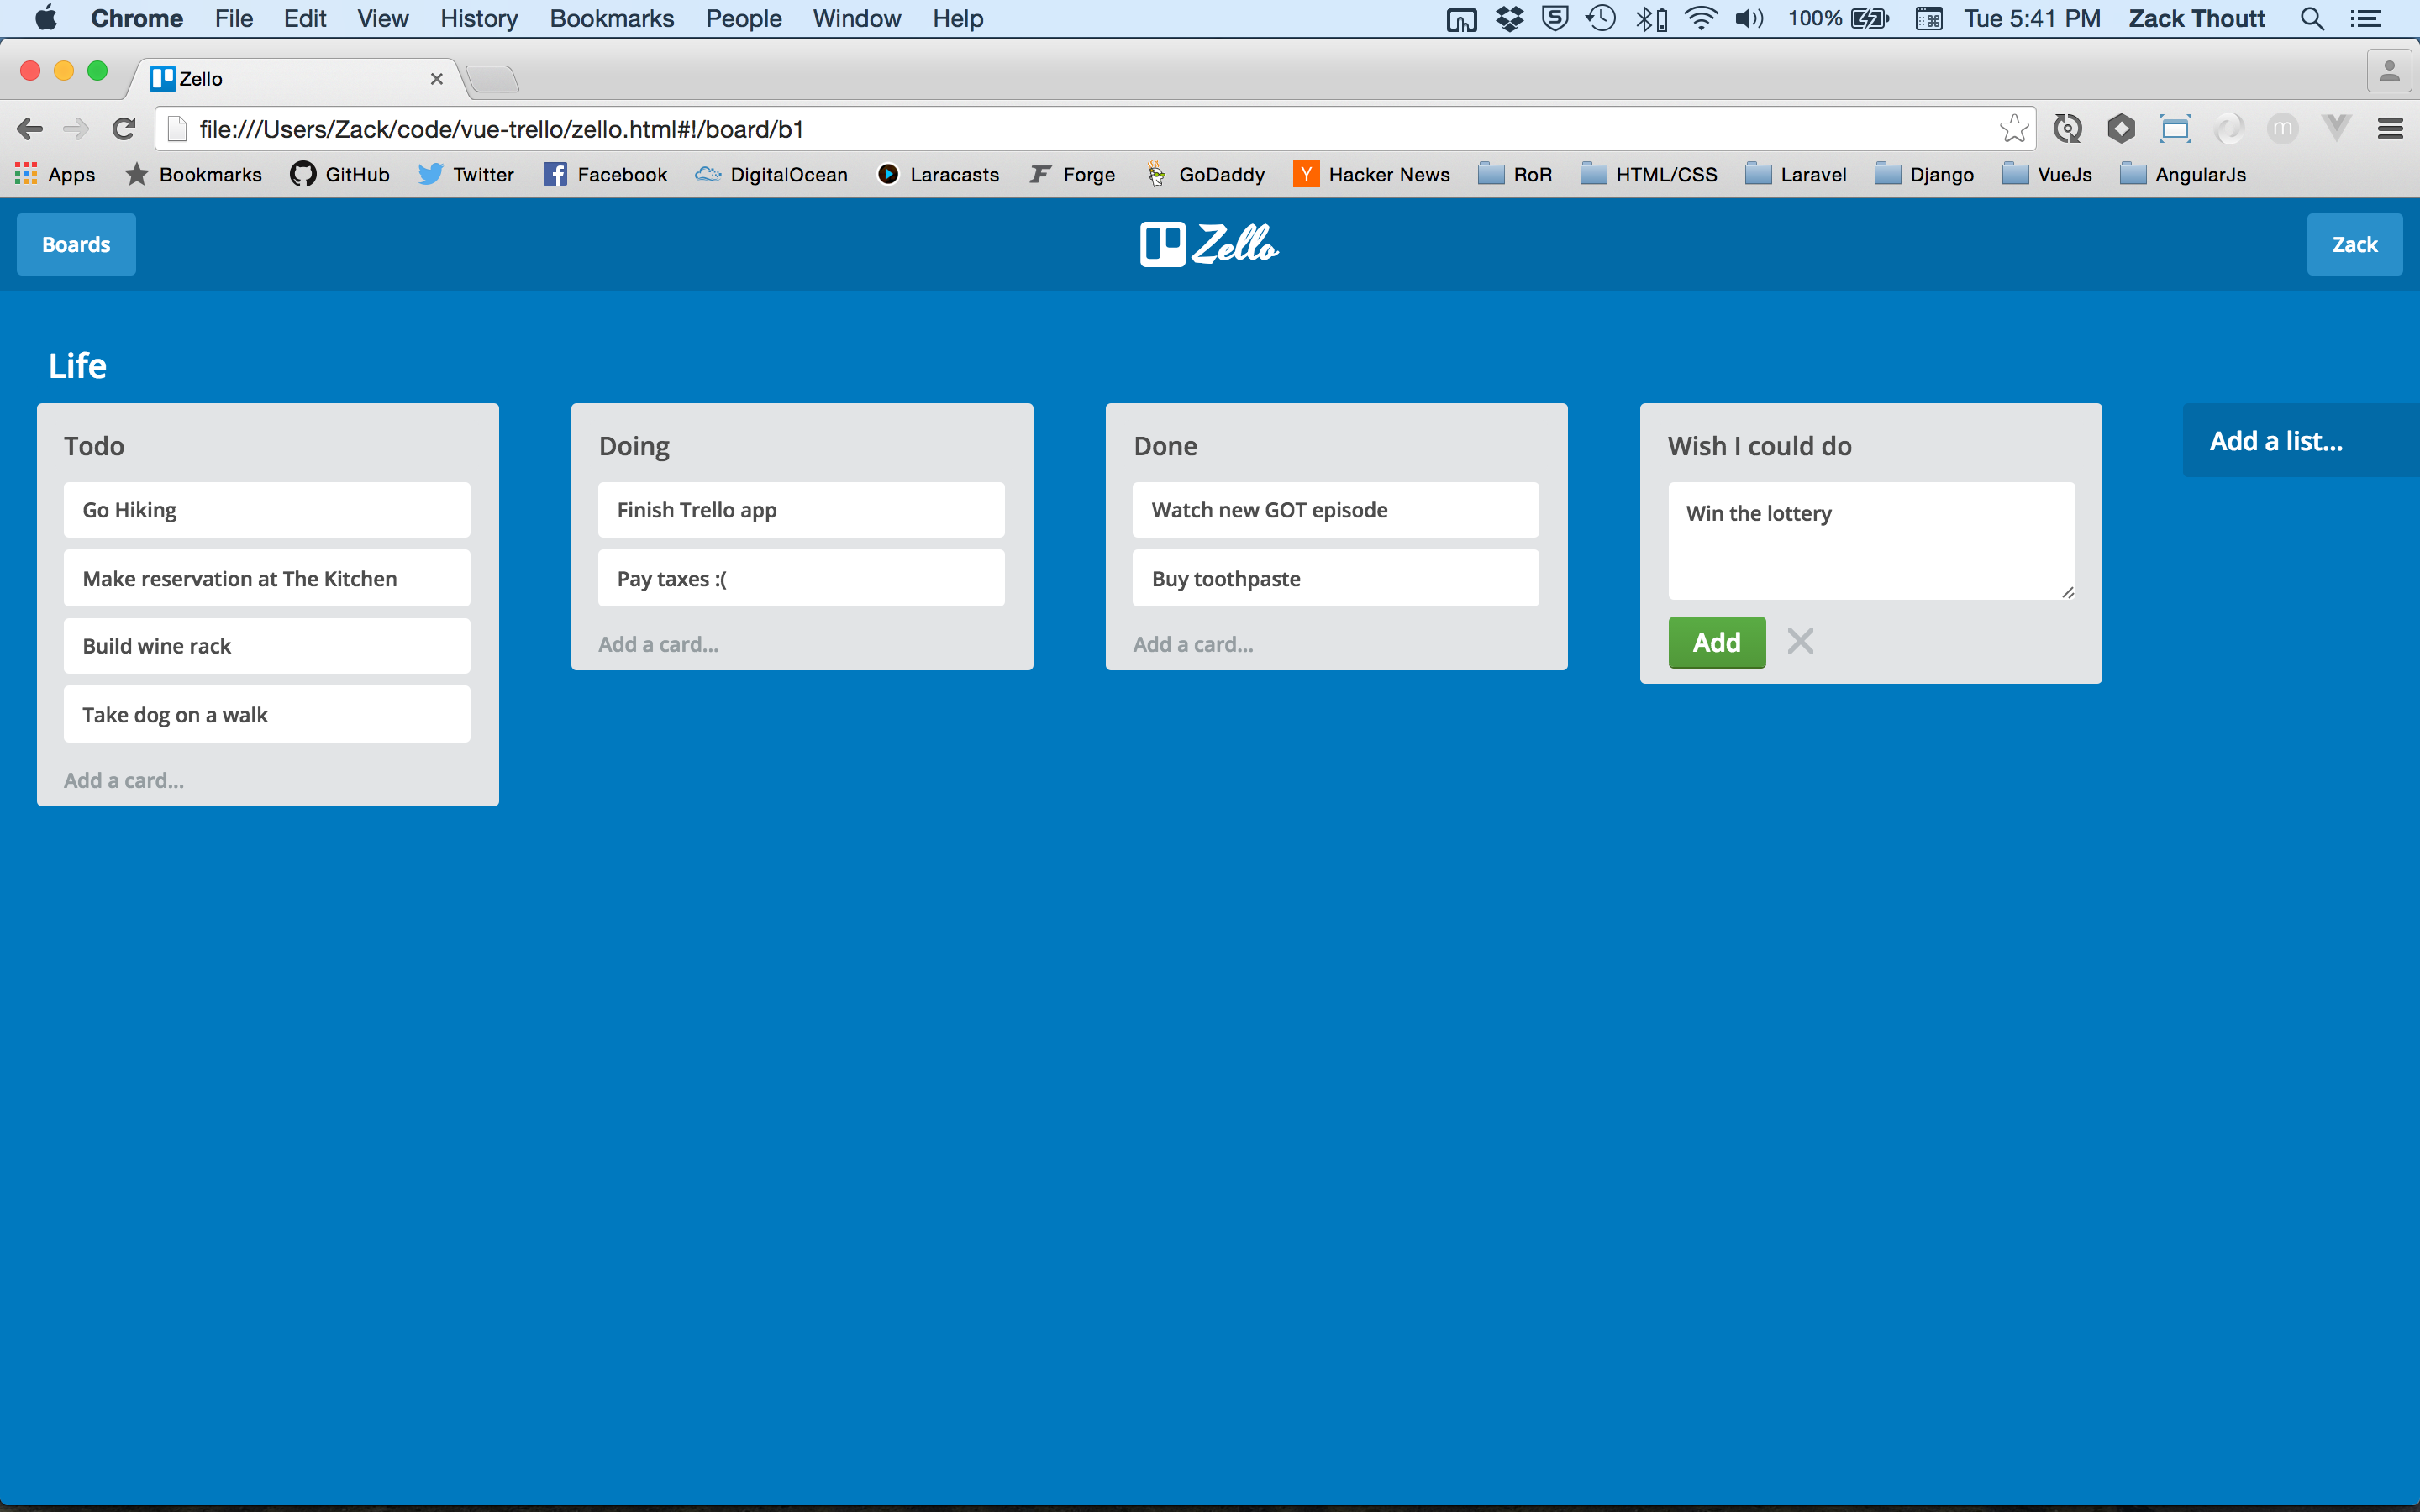 Chrome File Edit View History Bookmarks People Window Help 100% Tue 5:41 PM Zack Thoutt
Zello
file:///Users/Zack/code/vue-trello/zello.html#!/board/b1
Apps Bookmarks GitHub Twitter Facebook DigitalOcean Laracasts Forge GoDaddy Hacker News RoR HTML/CSS Laravel Django VueJs AngularJs
Boards Zello Zack
Life
Todo
Go Hiking
Make reservation at The Kitchen
Build wine rack
Take dog on a walk
Add a card...
Doing
Finish Trello app
Pay taxes :(
Add a card...
Done
Watch new GOT episode
Buy toothpaste
Add a card...
Wish I could do
Win the lottery
Add
Add a list...